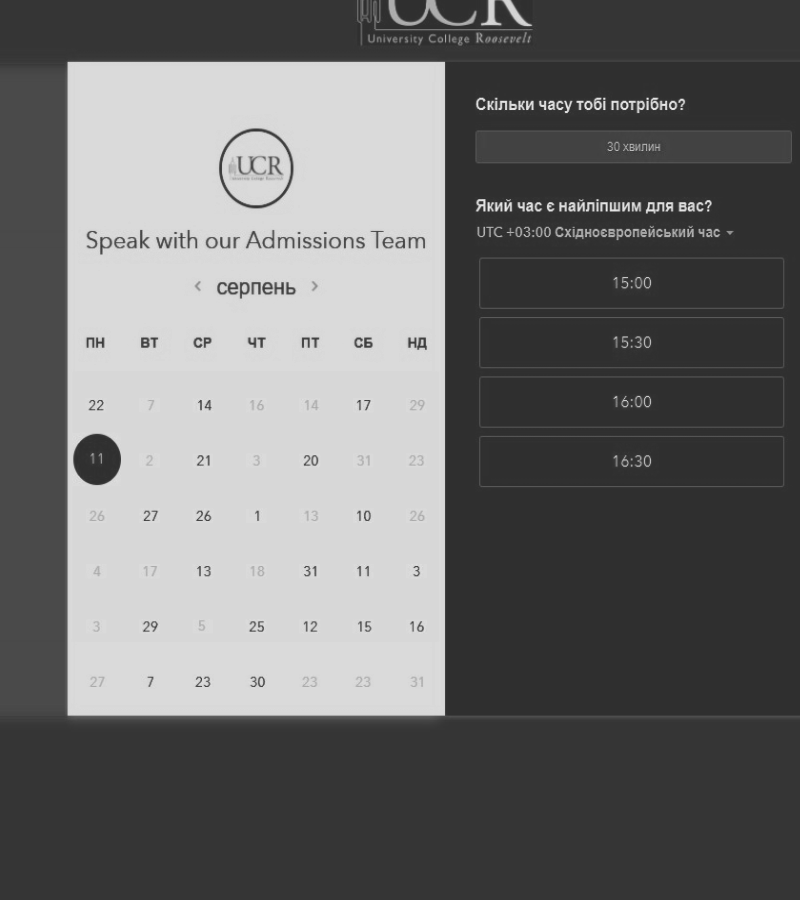 UCR
University College Roosevelt
UCR
Speak with our Admissions Team
серпень
ПН ВТ СР ЧТ ПТ СБ НД
22 7 14 16 14 17 29
11 2 21 3 20 31 23
26 27 26 1 13 10 26
4 17 13 18 31 11 3
3 29 5 25 12 15 16
27 7 23 30 23 23 31
Скільки часу тобі потрібно?
30 хвилин
Який час є найліпшим для вас?
UTC +03:00 Східноєвропейський час
15:00
15:30
16:00
16:30